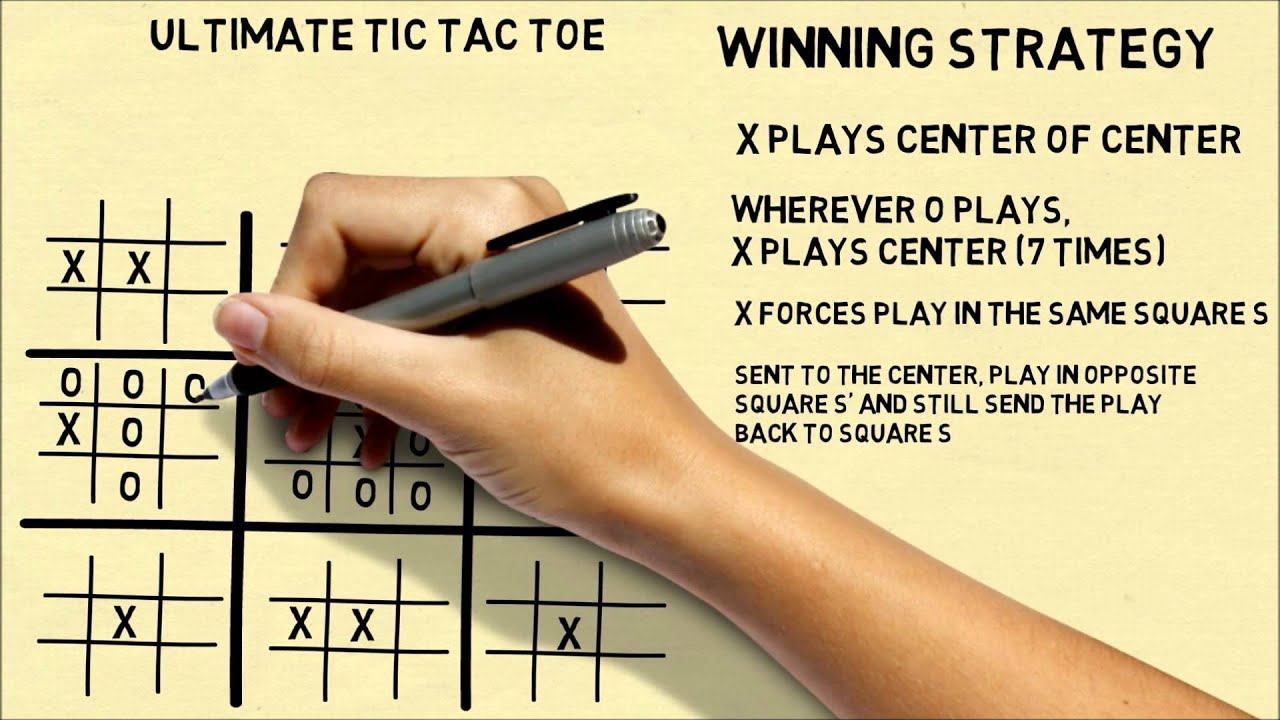 ULTIMATE TIC TAC TOE
WINNING STRATEGY
X PLAYS CENTER OF CENTER
WHEREVER O PLAYS,
X PLAYS CENTER (7 TIMES)
X FORCES PLAY IN THE SAME SQUARE S
SENT TO THE CENTER, PLAY IN OPPOSITE
SQUARE S' AND STILL SEND THE PLAY
BACK TO SQUARE S
X X
O O O
X O
O
X O
O O O
X
X X
X